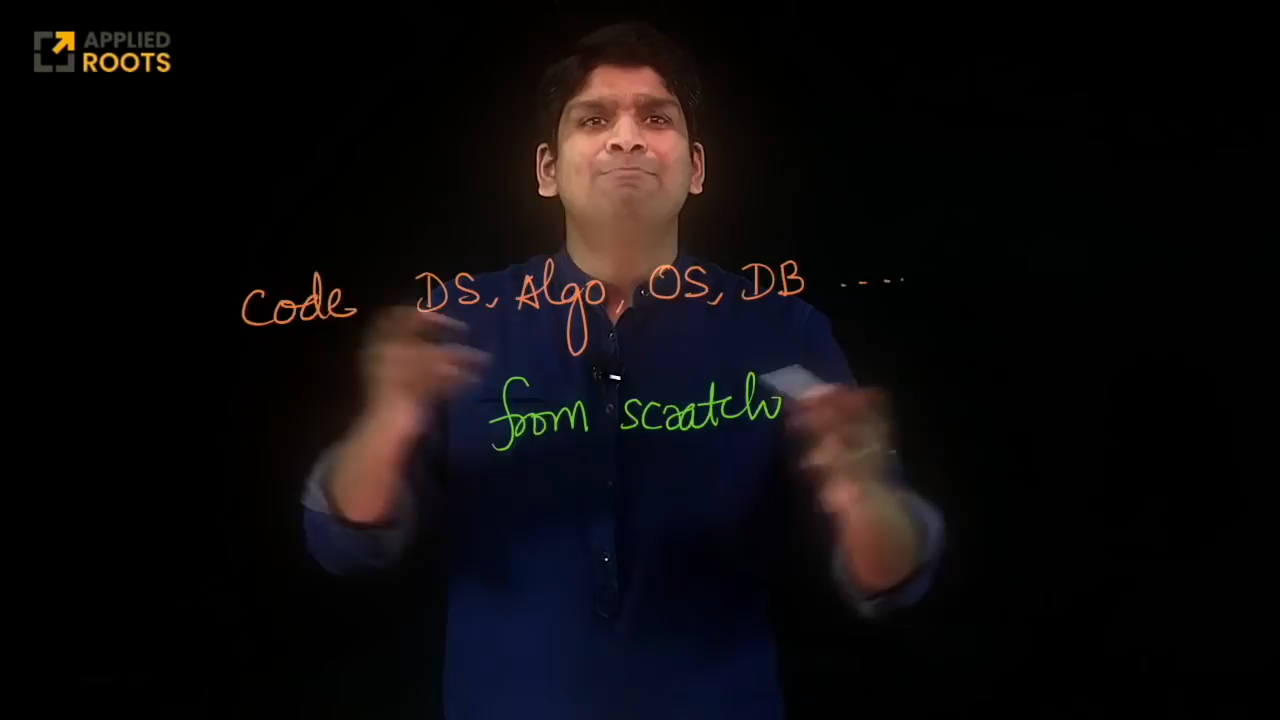 APPLIED
ROOTS
Code DS, Algo, OS, DB ....
from scratch